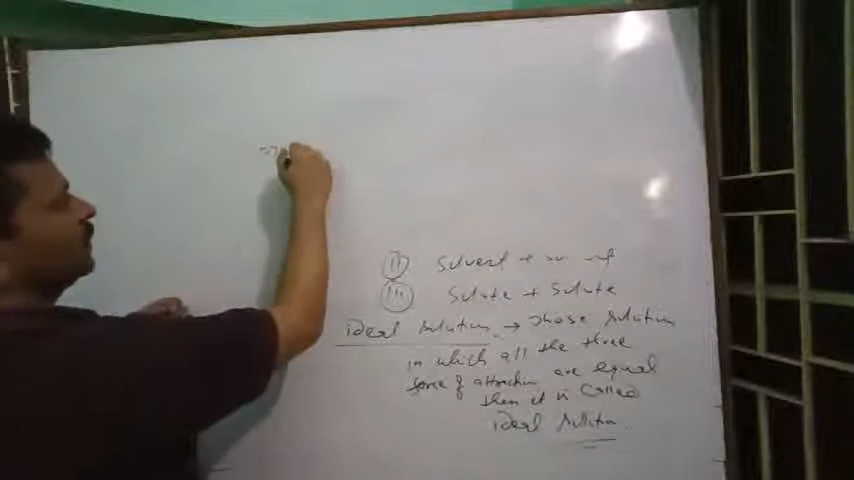 (ii) Solvent +
(iii) Solute + Solute
ideal Solution → those Solution
in which all the three
force of attraction are equal
then it is Called
ideal Solution